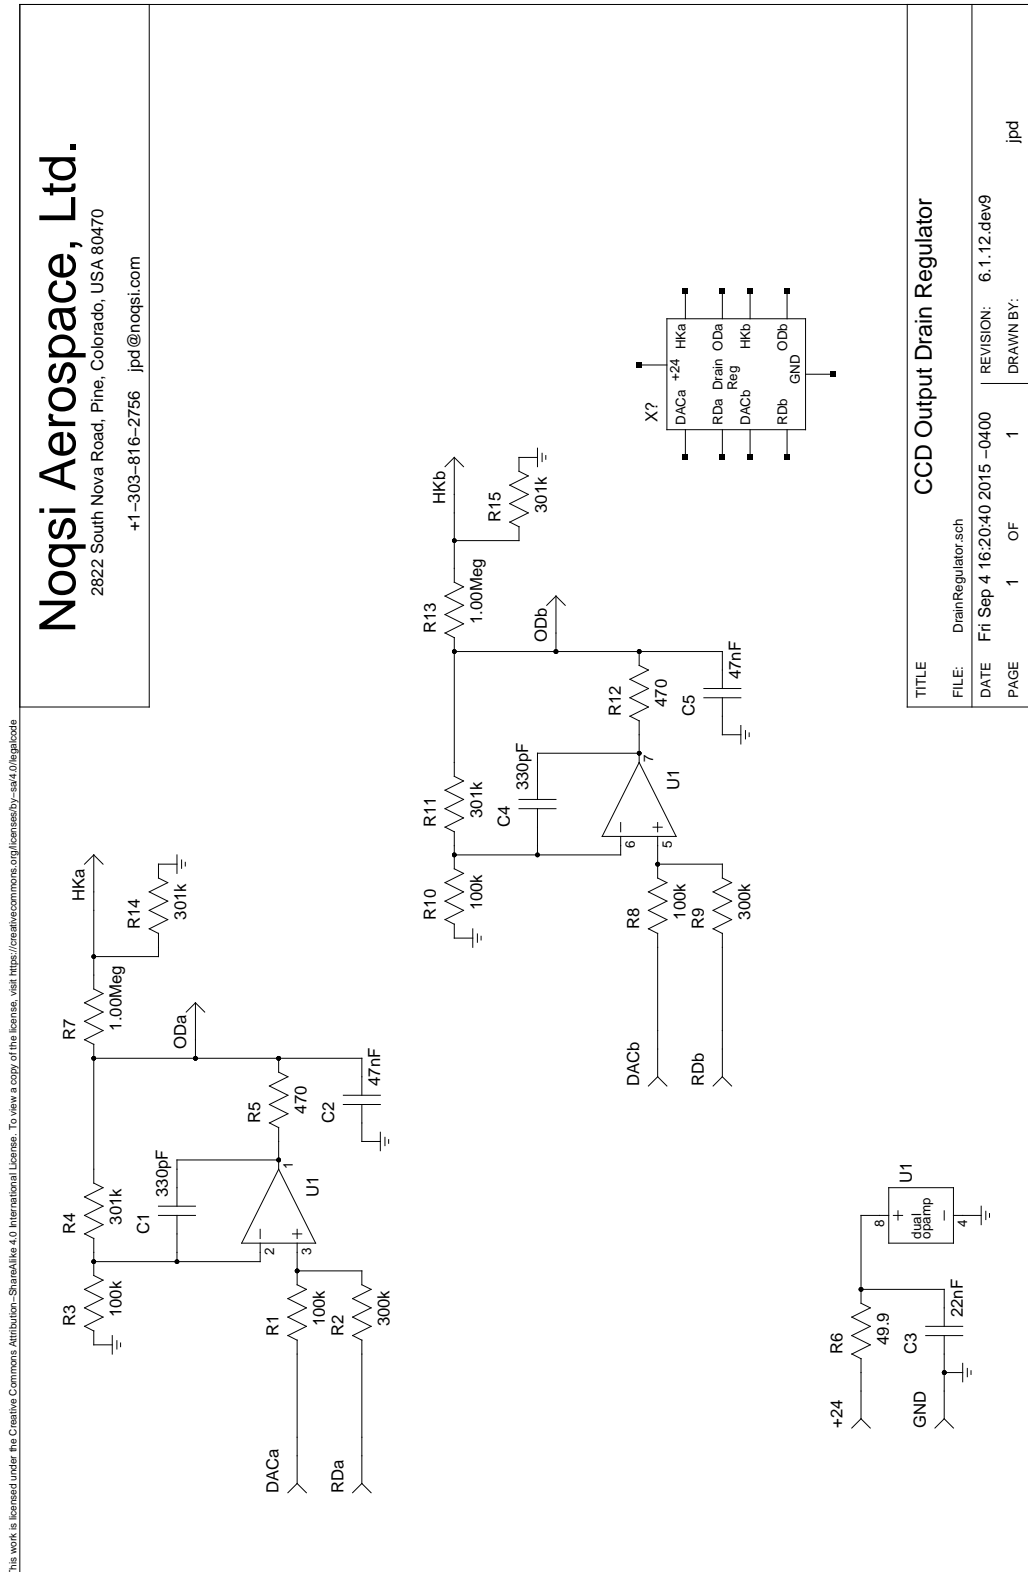 This work is licensed under the Creative Commons Attribution−ShareAlike 4.0 International License. To view a copy of the license, visit https://creativecommons.org/licenses/by−sa/4.0/legalcode
Noqsi Aerospace, Ltd.
2822 South Nova Road, Pine, Colorado, USA 80470
+1−303−816−2756 jpd@noqsi.com
R3
100k
R4
301k
R7
1.00Meg
HKa
R14
301k
C1
330pF
ODa
2
3
1
U1
R5
470
C2
47nF
DACa
R1
100k
RDa
R2
300k
R10
100k
R11
301k
R13
1.00Meg
HKb
R15
301k
C4
330pF
ODb
6
5
7
U1
R12
470
C5
47nF
DACb
R8
100k
RDb
R9
300k
X?
DACa +24 HKa
RDa Drain ODa
Reg
DACb HKb
RDb GND ODb
+24
R6
49.9
GND
C3
22nF
U1
8
dual
opamp
4
TITLE
CCD Output Drain Regulator
FILE: DrainRegulator.sch
DATE Fri Sep 4 16:20:40 2015 −0400
REVISION: 6.1.12.dev9
PAGE 1 OF 1
DRAWN BY: jpd